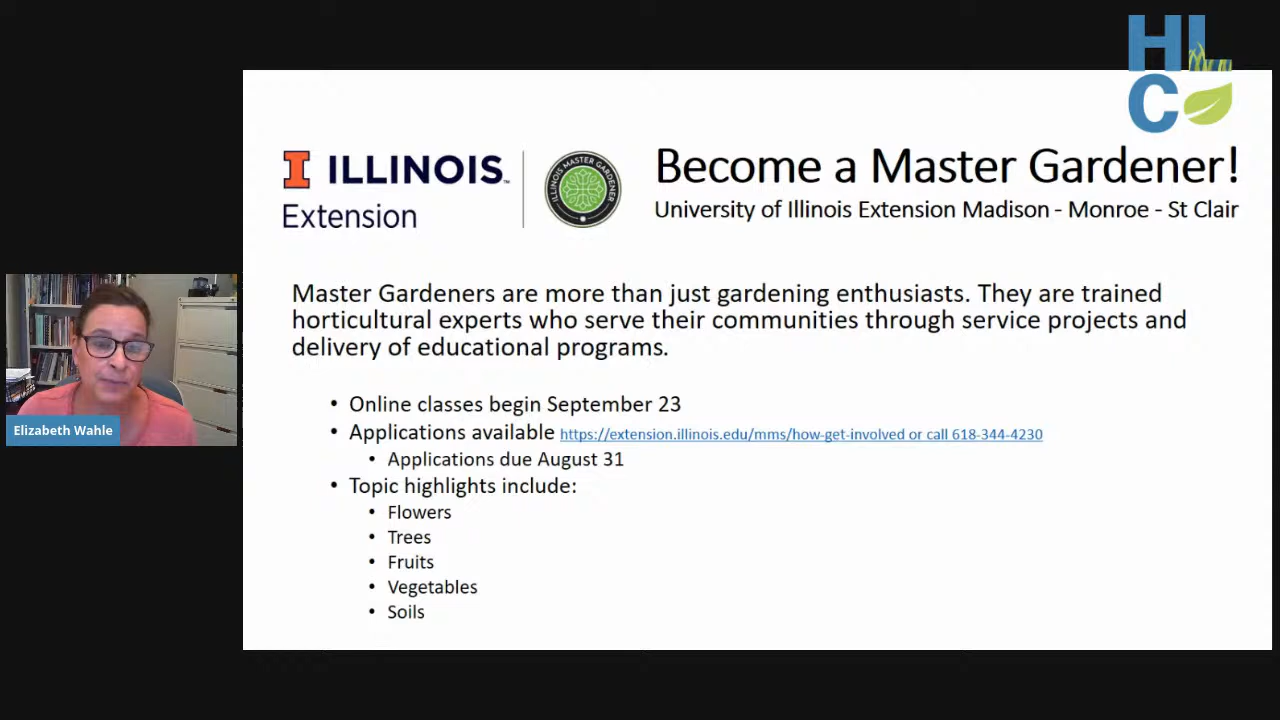 HL
C
ILLINOIS
Extension
ILLINOIS MASTER GARDENER
Become a Master Gardener!
University of Illinois Extension Madison - Monroe - St Clair
Master Gardeners are more than just gardening enthusiasts. They are trained
horticultural experts who serve their communities through service projects and
delivery of educational programs.
• Online classes begin September 23
• Applications available https://extension.illinois.edu/mms/how-get-involved or call 618-344-4230
• Applications due August 31
• Topic highlights include:
• Flowers
• Trees
• Fruits
• Vegetables
• Soils
Elizabeth Wahle